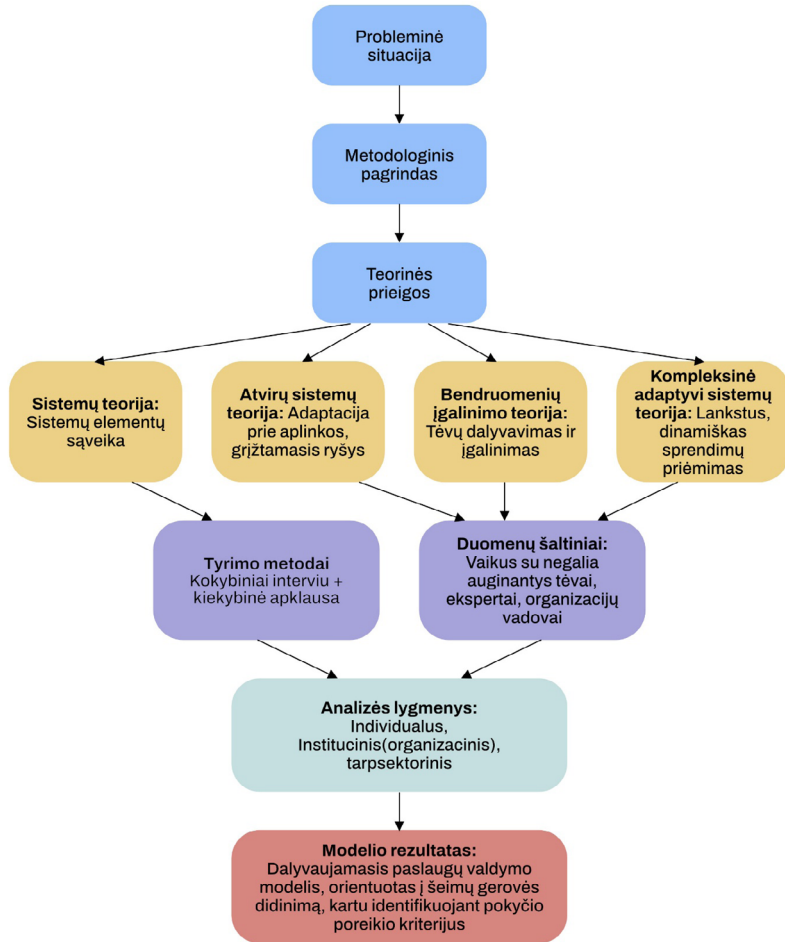 Probleminė
situacija
Metodologinis
pagrindas
Teorinės
prieigos
Sistemų teorija:
Sistemų elementų
sąveika
Atvirų sistemų
teorija: Adaptacija
prie aplinkos,
grįžtamasis ryšys
Bendruomenių
įgalinimo teorija:
Tėvų dalyvavimas ir
įgalinimas
Kompleksinė
adaptyvi sistemų
teorija: Lankstus,
dinamiškas
sprendimų
priėmimas
Tyrimo metodai
Kokybiniai interviu +
kiekybinė apklausa
Duomenų šaltiniai:
Vaikus su negalia
auginantys tėvai,
ekspertai, organizacijų
vadovai
Analizės lygmenys:
Individualus,
Institucinis(organizacinis),
tarpsektorinis
Modelio rezultatas:
Dalyvaujamasis paslaugų valdymo
modelis, orientuotas į šeimų gerovės
didinimą, kartu identifikuojant pokyčio
poreikio kriterijus